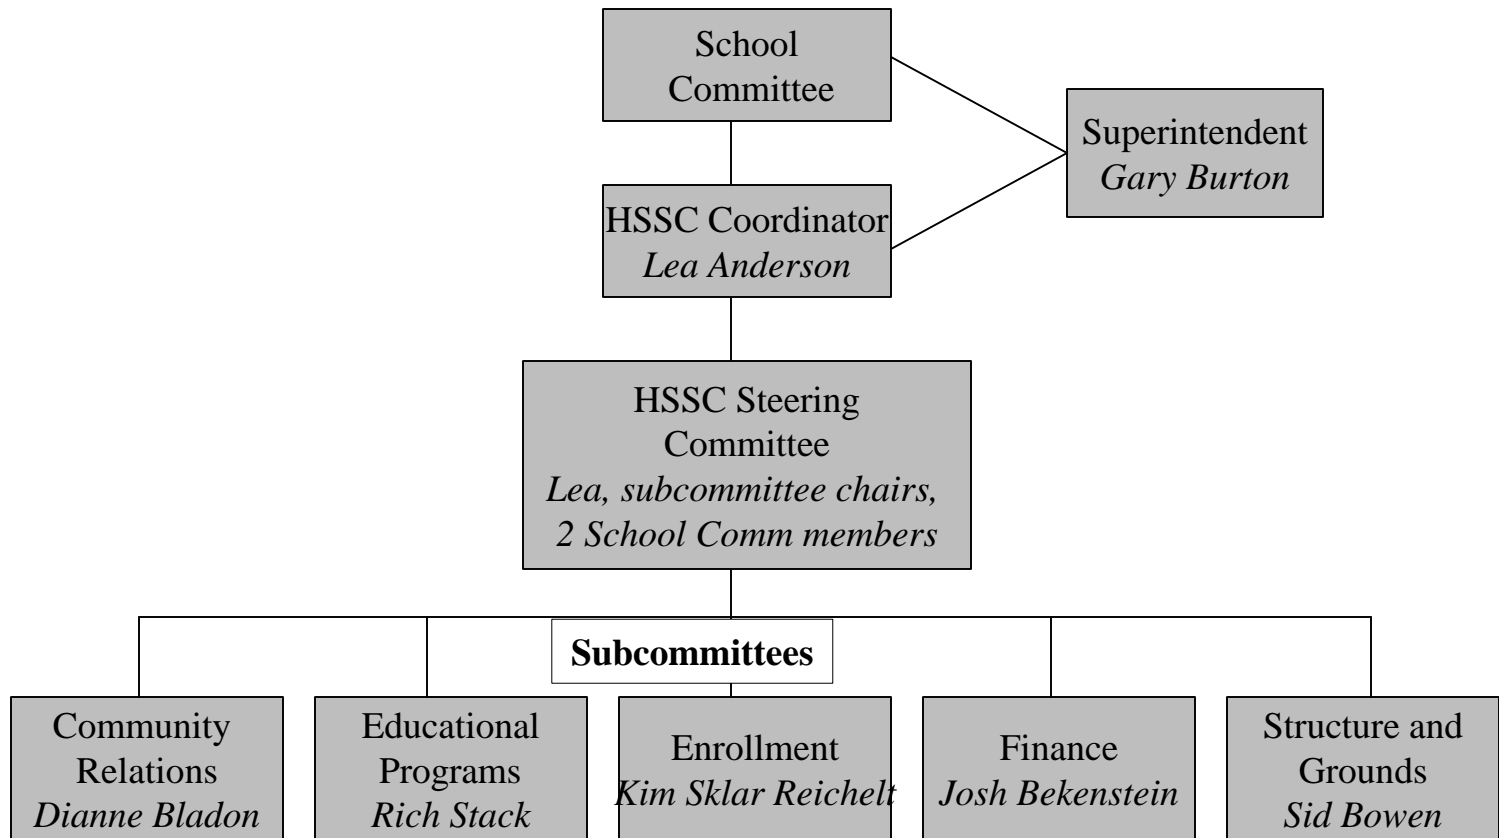 School
Committee
Superintendent
Gary Burton
HSSC Coordinator
Lea Anderson
HSSC Steering
Committee
Lea, subcommittee chairs,
2 School Comm members
Subcommittees
Community
Relations
Dianne Bladon
Educational
Programs
Rich Stack
Enrollment
Kim Sklar Reichelt
Finance
Josh Bekenstein
Structure and
Grounds
Sid Bowen